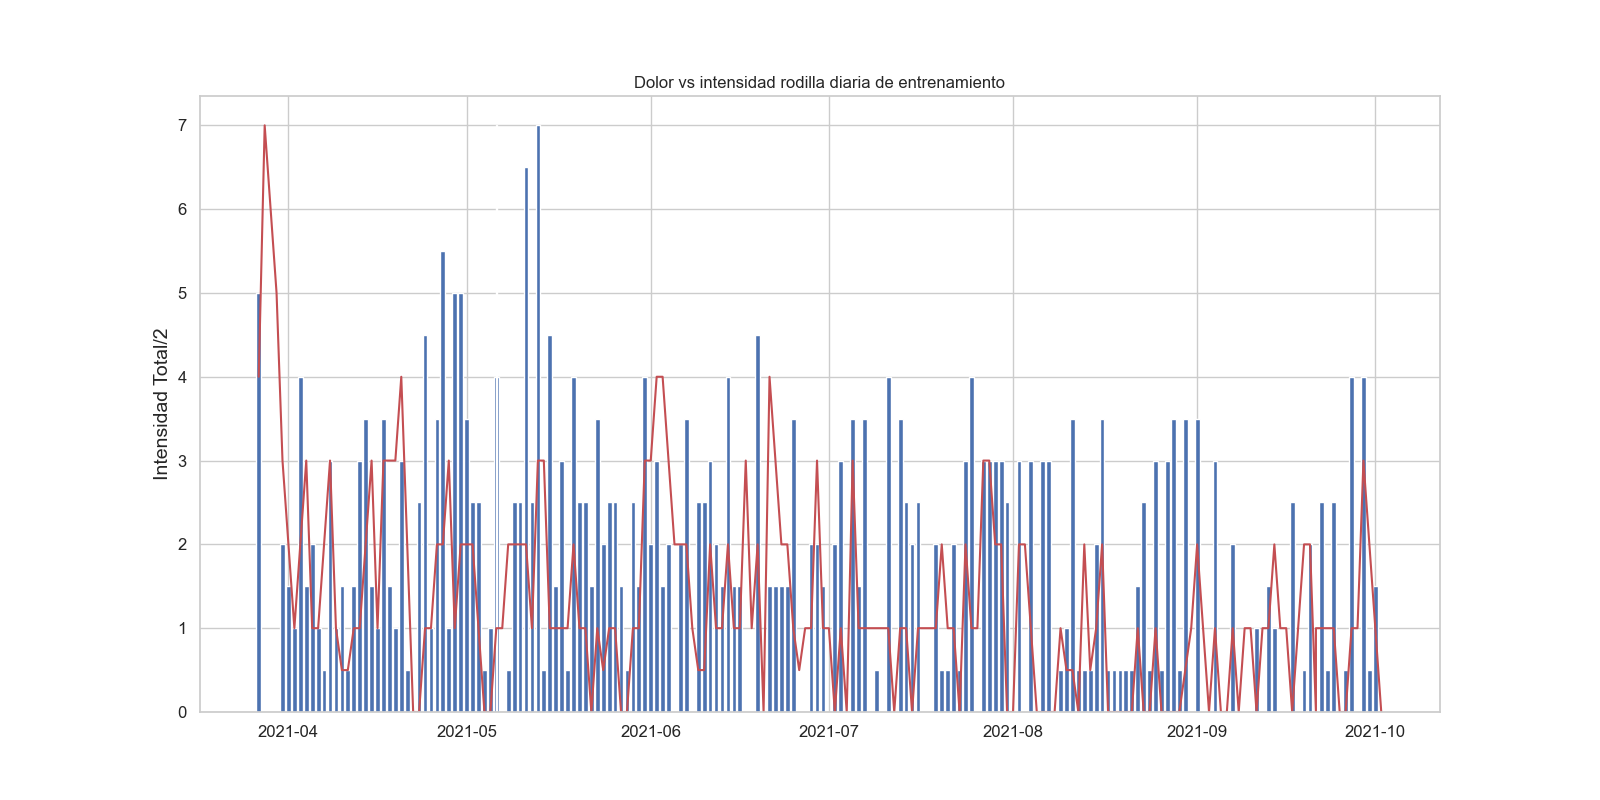 Dolor vs intensidad rodilla diaria de entrenamiento
Intensidad Total/2
7
6
5
4
3
2
1
0
2021-04 2021-05 2021-06 2021-07 2021-08 2021-09 2021-10